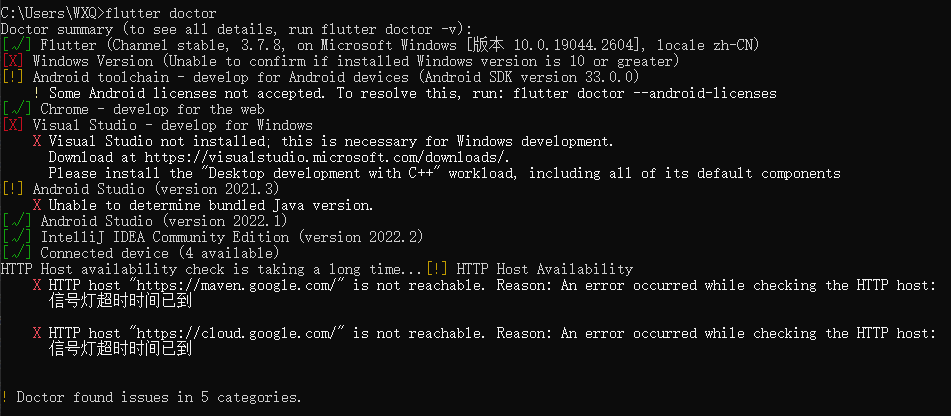 C:\Users\WXQ>flutter doctor
Doctor summary (to see all details, run flutter doctor -v):
[√] Flutter (Channel stable, 3.7.8, on Microsoft Windows [版本 10.0.19044.2604], locale zh-CN)
[X] Windows Version (Unable to confirm if installed Windows version is 10 or greater)
[!] Android toolchain - develop for Android devices (Android SDK version 33.0.0)
! Some Android licenses not accepted. To resolve this, run: flutter doctor --android-licenses
[√] Chrome - develop for the web
[X] Visual Studio - develop for Windows
X Visual Studio not installed; this is necessary for Windows development.
Download at https://visualstudio.microsoft.com/downloads/.
Please install the "Desktop development with C++" workload, including all of its default components
[!] Android Studio (version 2021.3)
X Unable to determine bundled Java version.
[√] Android Studio (version 2022.1)
[√] IntelliJ IDEA Community Edition (version 2022.2)
[√] Connected device (4 available)
HTTP Host availability check is taking a long time...[!] HTTP Host Availability
X HTTP host "https://maven.google.com/" is not reachable. Reason: An error occurred while checking the HTTP host:
信号灯超时时间已到
X HTTP host "https://cloud.google.com/" is not reachable. Reason: An error occurred while checking the HTTP host:
信号灯超时时间已到
! Doctor found issues in 5 categories.